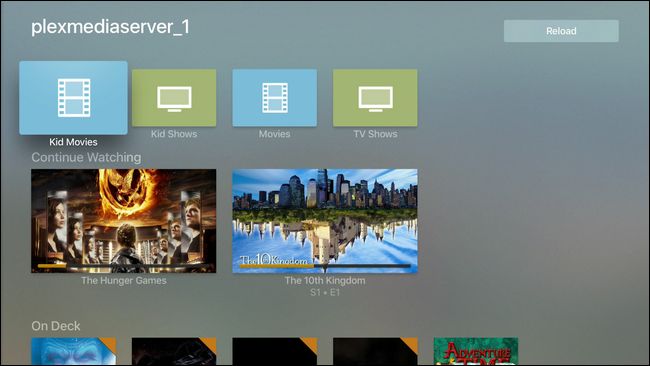 plexmediaserver_1
Reload
Kid Movies
Kid Shows
Movies
TV Shows
Continue Watching
The 10th Kingdom
The Hunger Games
The 10th Kingdom
S1 • E1
On Deck
ADVENTURE
TIME